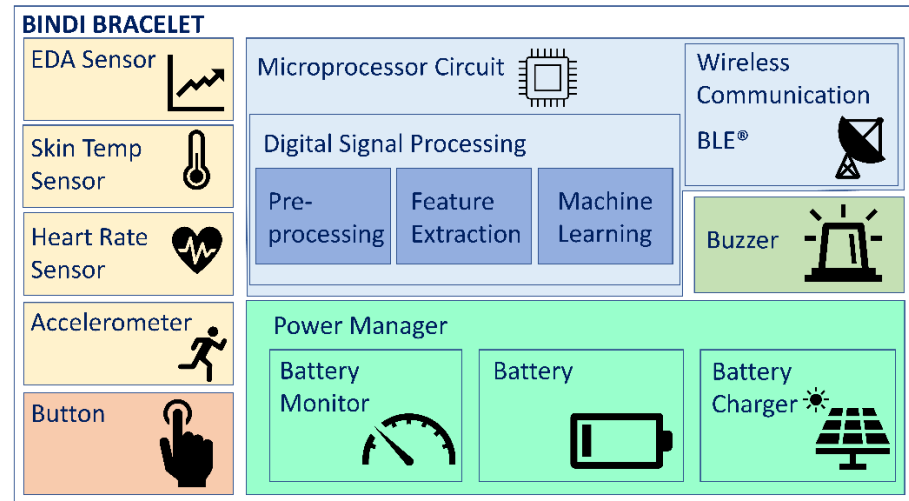 BINDI BRACELET
EDA Sensor
Skin Temp
Sensor
Heart Rate
Sensor
Accelerometer
Button
Microprocessor Circuit
Digital Signal Processing
Pre-
processing
Feature
Extraction
Machine
Learning
Wireless
Communication
BLE®
Buzzer
Power Manager
Battery
Monitor
Battery
Battery
Charger